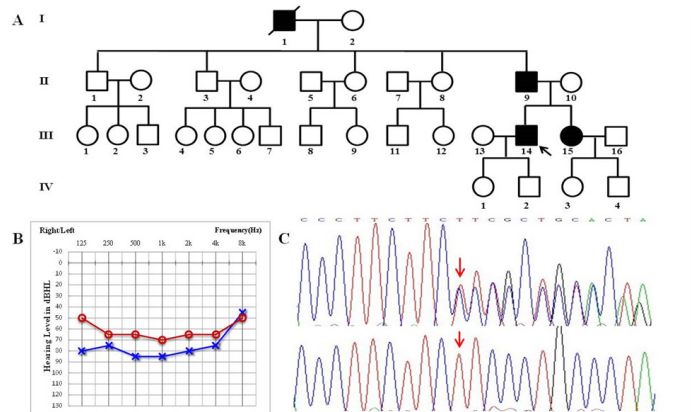 A
I
1 2
II
1 2 3 4 5 6 7 8 9 10
III
1 2 3 4 5 6 7 8 9 11 12 13 14 15 16
IV
1 2 3 4
B
Right/Left Frequency(Hz)
125 250 500 1k 2k 4k 8k
-10
0
10
20
30
40
50
60
70
80
90
100
110
120
130
Hearing Level in dBHL
C
C C C T T C T T C T T C G C T G C A C T A